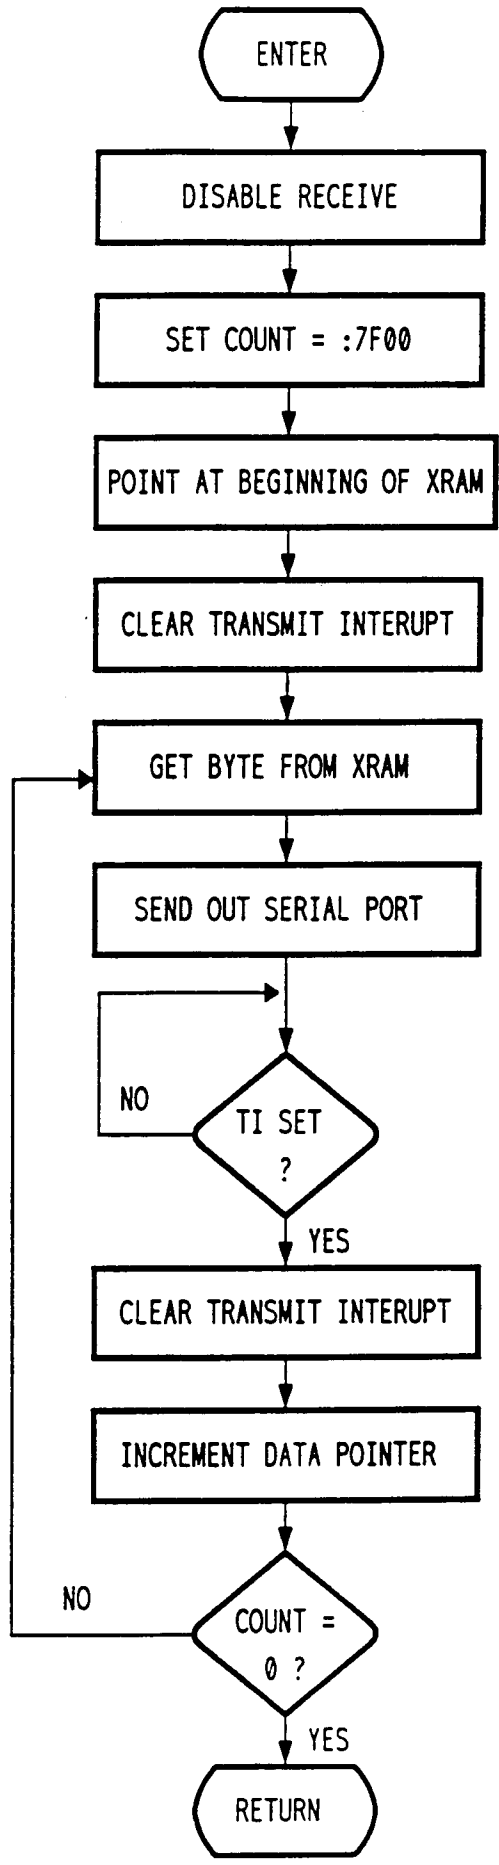 ENTER
DISABLE RECEIVE
SET COUNT = :7F00
POINT AT BEGINNING OF XRAM
CLEAR TRANSMIT INTERUPT
GET BYTE FROM XRAM
SEND OUT SERIAL PORT
NO
TI SET
?
YES
CLEAR TRANSMIT INTERUPT
INCREMENT DATA POINTER
NO
COUNT =
0 ?
YES
RETURN